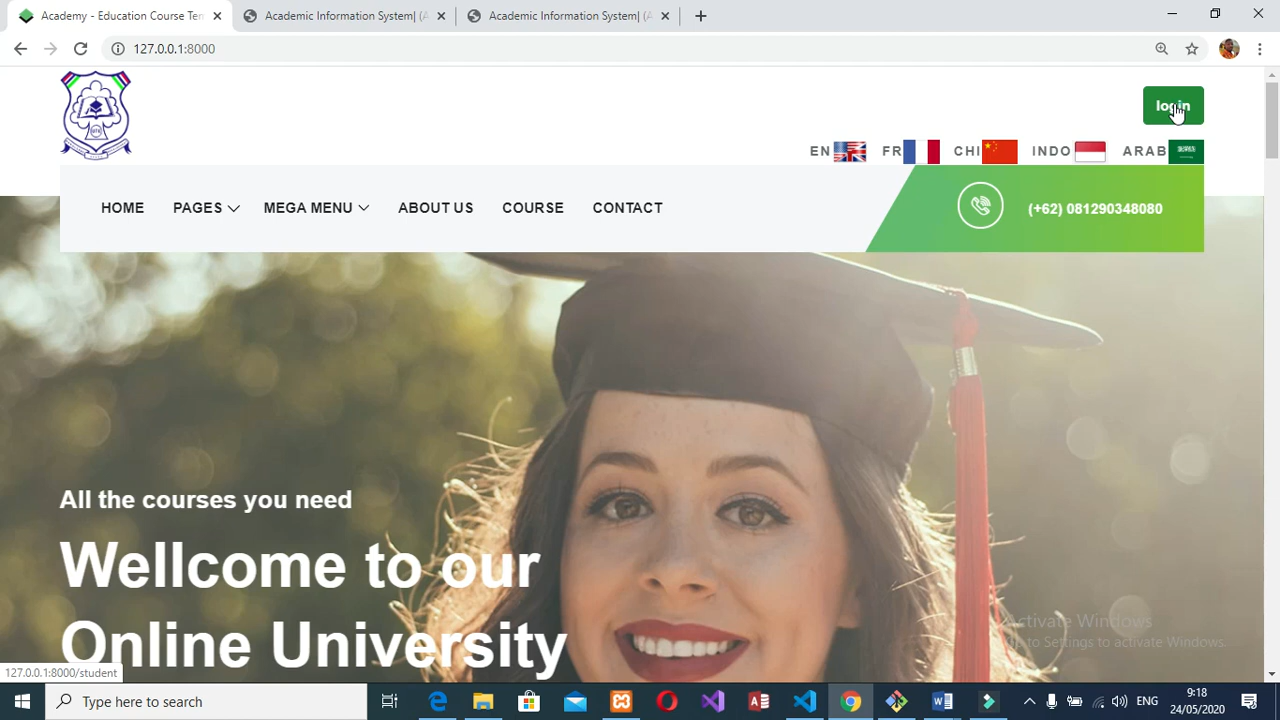 Academy - Education Course Ter
Academic Information System| (A
Academic Information System| (A
127.0.0.1:8000
login
EN FR CHI INDO ARAB
HOME PAGES MEGA MENU ABOUT US COURSE CONTACT
(+62) 081290348080
All the courses you need
Wellcome to our
Online University
Activate Windows
Go to Settings to activate Windows.
127.0.0.1:8000/student
Type here to search
ENG
9:18
24/05/2020